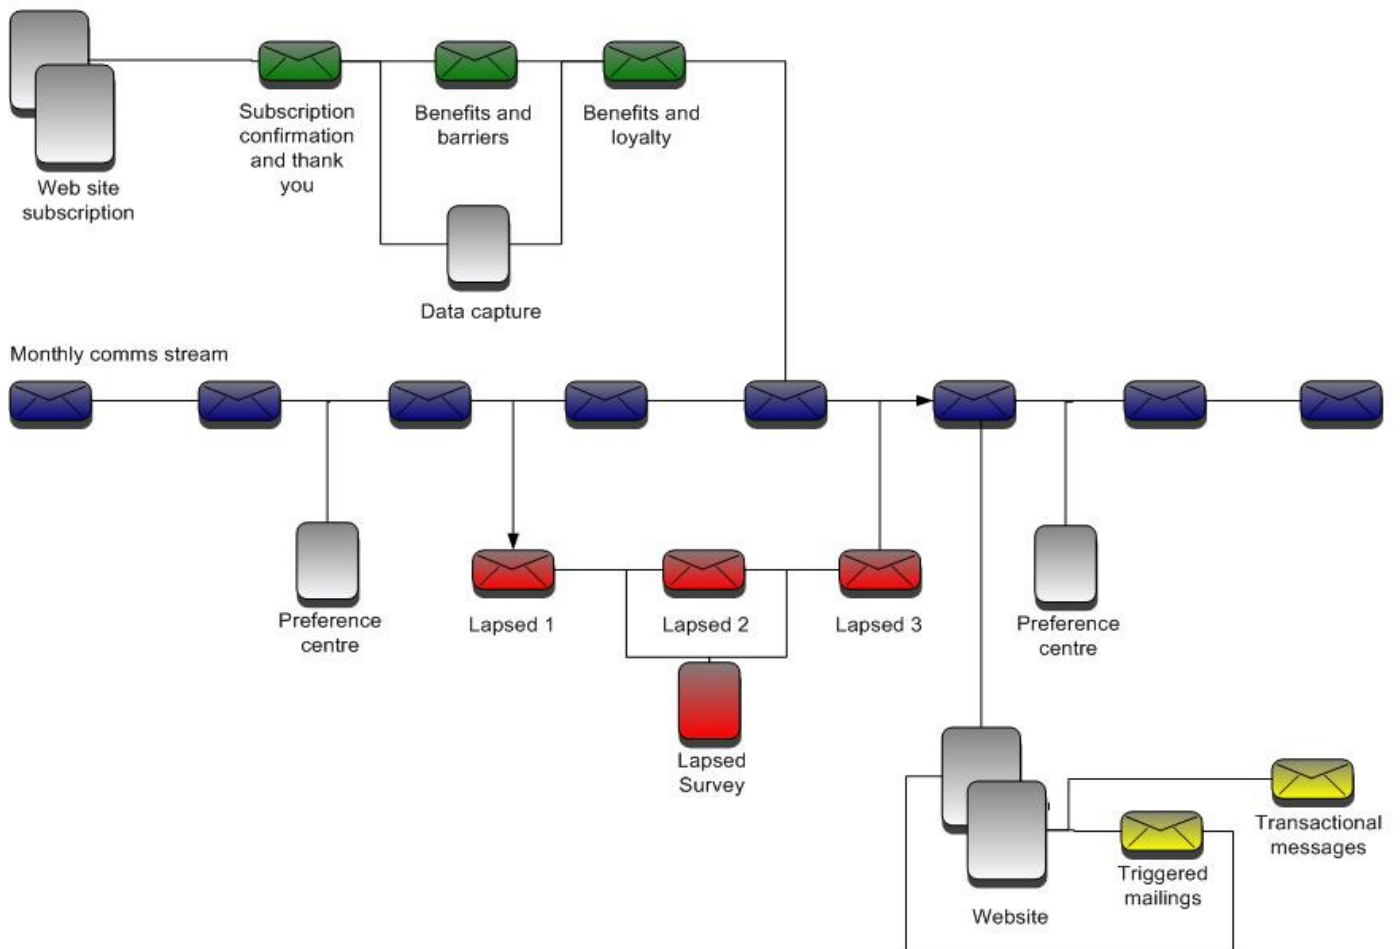 Web site
subscription
Subscription
confirmation
and thank
you
Benefits and
barriers
Benefits and
loyalty
Data capture
Monthly comms stream
Preference
centre
Lapsed 1
Lapsed 2
Lapsed 3
Preference
centre
Lapsed
Survey
Website
Triggered
mailings
Transactional
messages